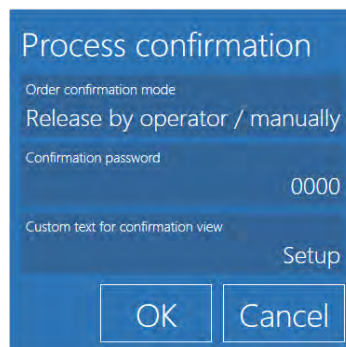 Process confirmation
Order confirmation mode
Release by operator / manually
Confirmation password
0000
Custom text for confirmation view
Setup
OK
Cancel